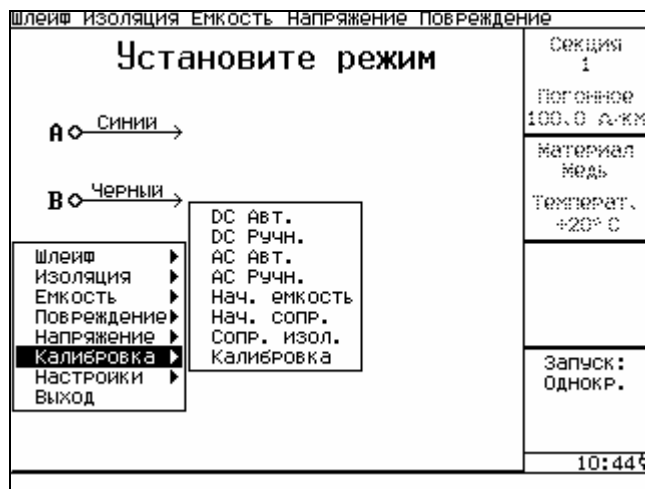 Шлейф Изоляция Емкость Напряжение Повреждение
Установите режим
A Синий
B Черный
Шлейф
Изоляция
Емкость
Повреждение
Напряжение
Калибровка
Настройки
Выход
DC Авт.
DC Ручн.
AC Авт.
AC Ручн.
Нач. емкость
Нач. сопр.
Сопр. изол.
Калибровка
Секция
1
Погонное
100.0 Д/КМ
Материал
Медь
Температ.
+20° C
Запуск:
Однокр.
10:44